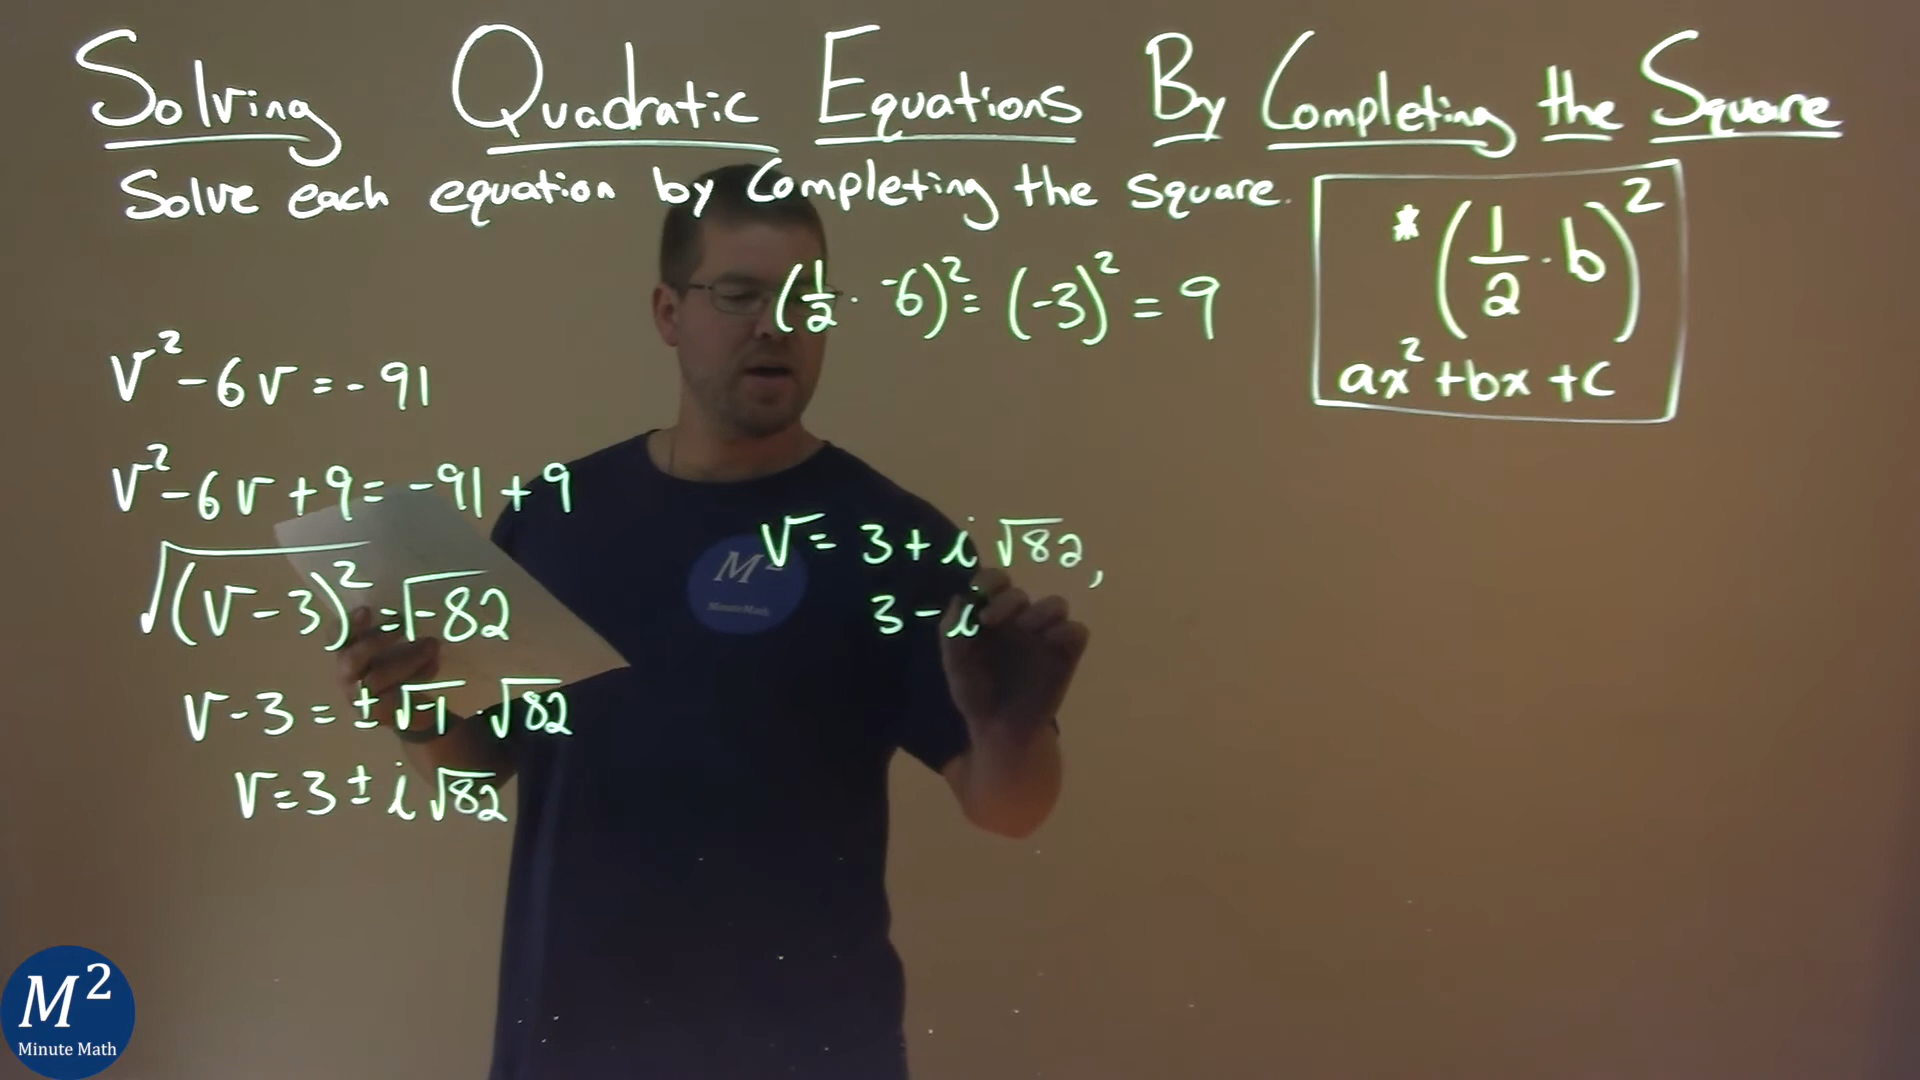 Solving Quadratic Equations By Completing the Square
Solve each equation by Completing the square.
* (1/2 · b)²
ax² + bx + c
(1/2 · -6)² = (-3)² = 9
v² - 6v = -91
v² - 6v + 9 = -91 + 9
√(v - 3)² = √-82
v - 3 = ± √-1 · √82
v = 3 ± i √82
v = 3 + i √82,
3 - i
M²
MinuteMath
M²
Minute Math